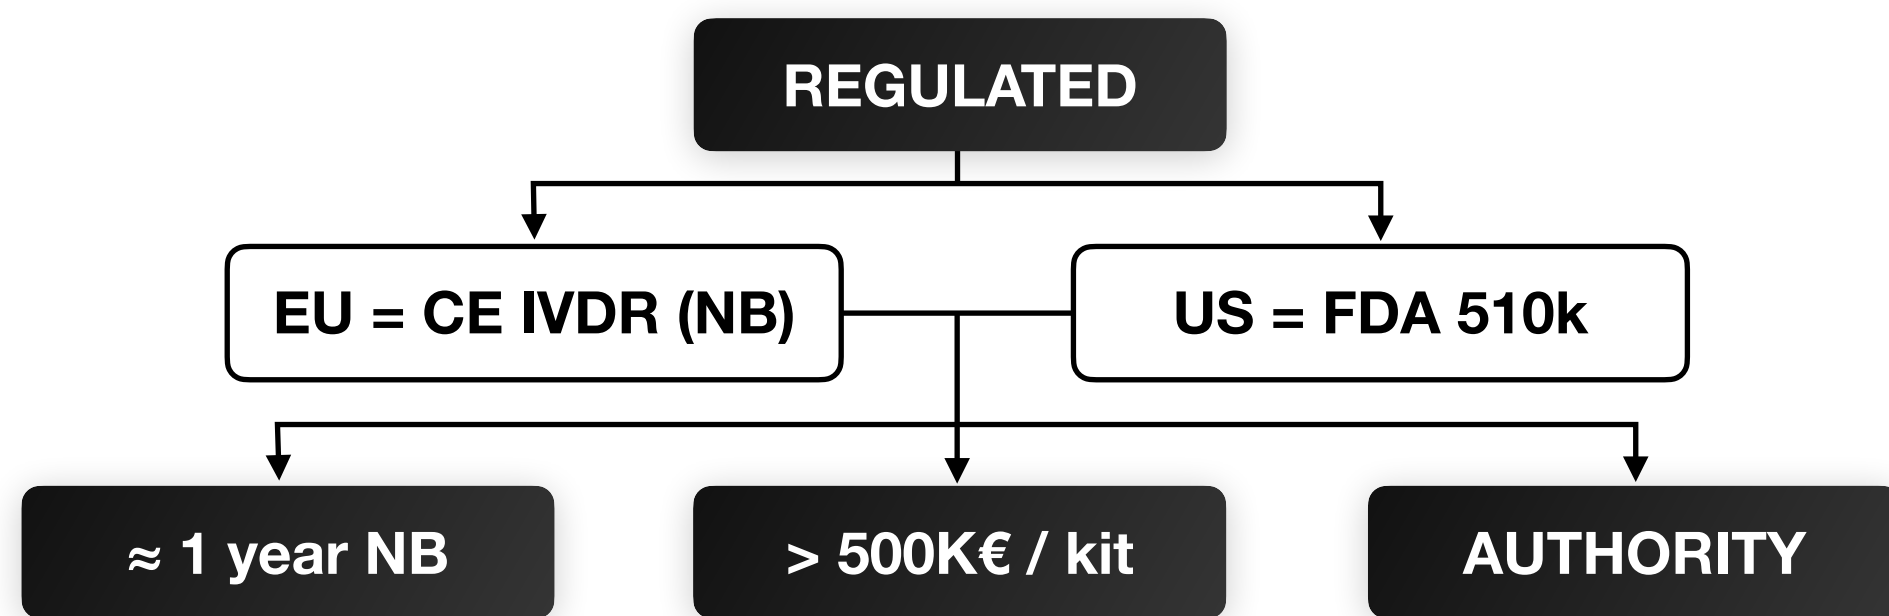 REGULATED
EU = CE IVDR (NB)
US = FDA 510k
≈ 1 year NB
> 500K€ / kit
AUTHORITY